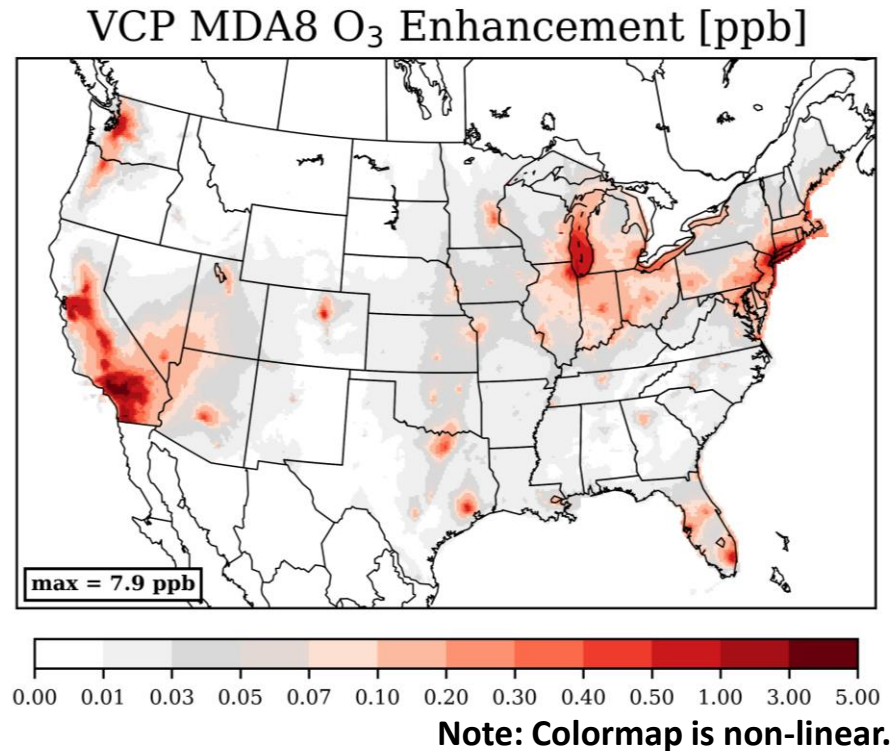 VCP MDA8 O₃ Enhancement [ppb]
max = 7.9 ppb
0.00 0.01 0.03 0.05 0.07 0.10 0.20 0.30 0.40 0.50 1.00 3.00 5.00
Note: Colormap is non-linear.